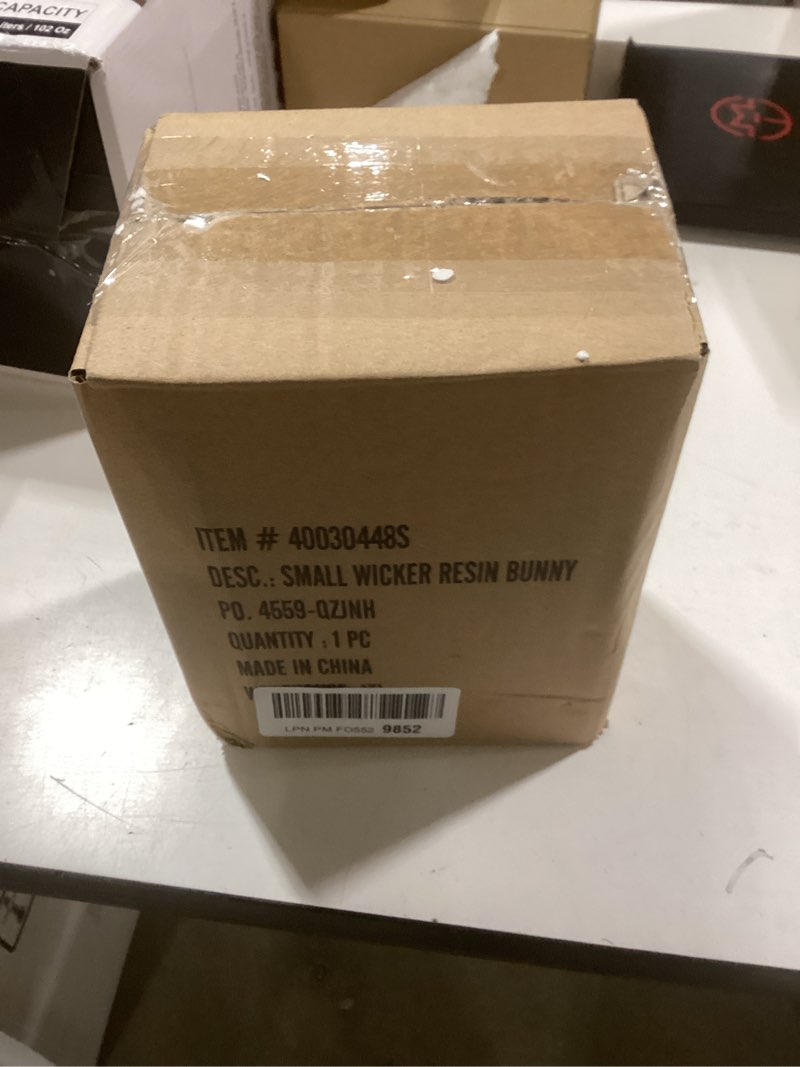 CAPACITY
iters / 102 Oz
ITEM # 40030448S
DESC.: SMALL WICKER RESIN BUNNY
PO. 4559-QZJNH
QUANTITY : 1 PC
MADE IN CHINA
LPN PM FO552 9852